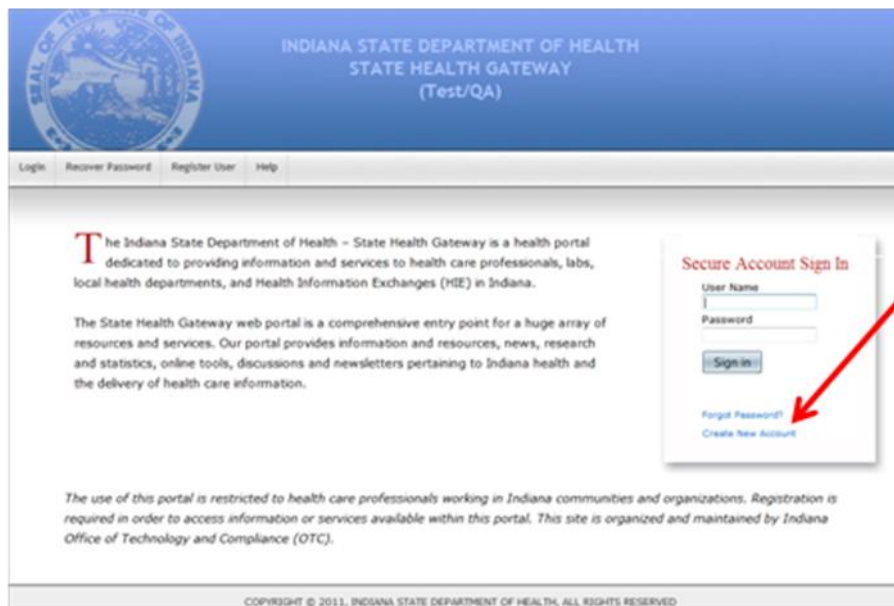 SEAL OF THE STATE OF INDIANA
INDIANA STATE DEPARTMENT OF HEALTH
STATE HEALTH GATEWAY
(Test/QA)
Login Recover Password Register User Help
The Indiana State Department of Health – State Health Gateway is a health portal
dedicated to providing information and services to health care professionals, labs,
local health departments, and Health Information Exchanges (HIE) in Indiana.
The State Health Gateway web portal is a comprehensive entry point for a huge array of
resources and services. Our portal provides information and resources, news, research
and statistics, online tools, discussions and newsletters pertaining to Indiana health and
the delivery of health care information.
Secure Account Sign In
User Name
Password
Sign in
Forgot Password?
Create New Account
The use of this portal is restricted to health care professionals working in Indiana communities and organizations. Registration is
required in order to access information or services available within this portal. This site is organized and maintained by Indiana
Office of Technology and Compliance (OTC).
COPYRIGHT © 2011, INDIANA STATE DEPARTMENT OF HEALTH. ALL RIGHTS RESERVED